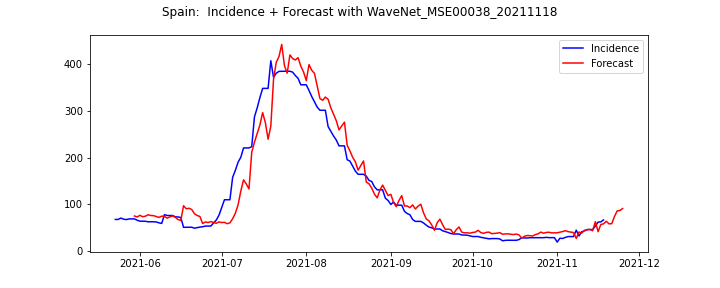 Spain:  Incidence + Forecast with WaveNet_MSE00038_20211118
Incidence
Forecast
400
300
200
100
0
2021-06 2021-07 2021-08 2021-09 2021-10 2021-11 2021-12